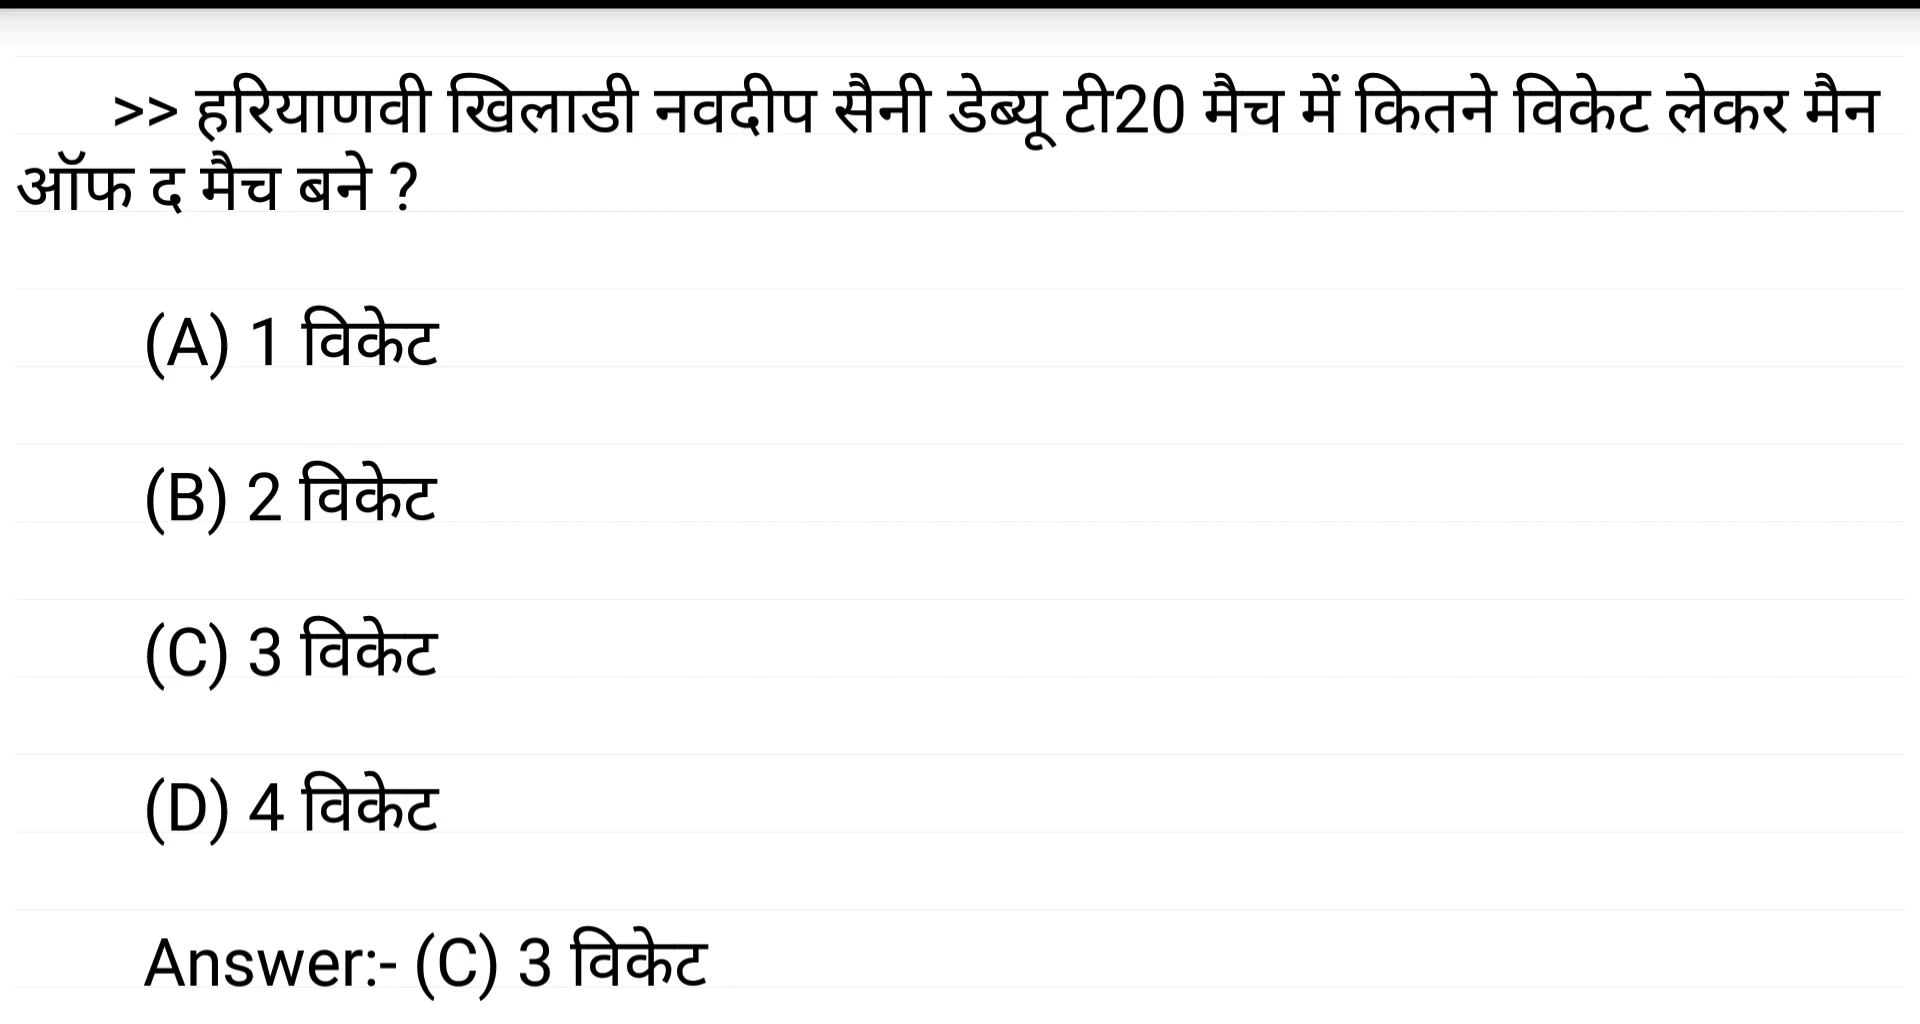 >> हरियाणवी खिलाडी नवदीप सैनी डेब्यू टी20 मैच में कितने विकेट लेकर मैन
ऑफ द मैच बने ?
(A) 1 विकेट
(B) 2 विकेट
(C) 3 विकेट
(D) 4 विकेट
Answer:- (C) 3 विकेट